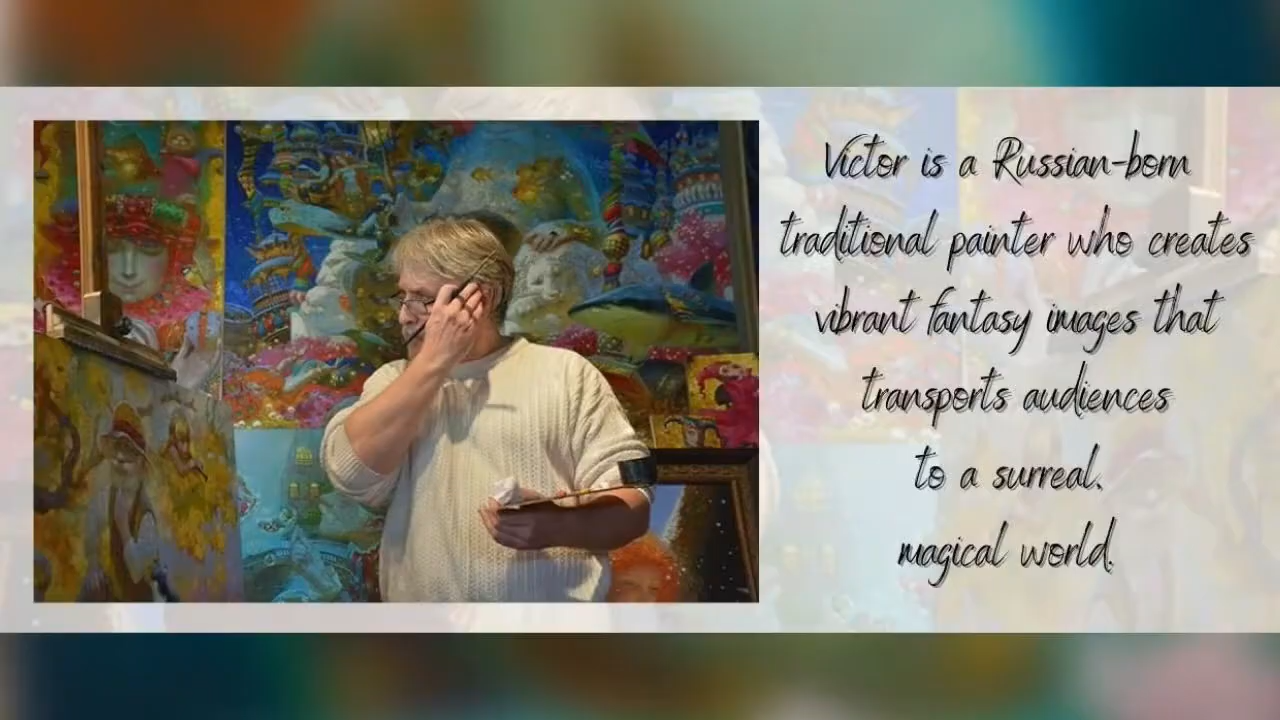 Victor is a Russian-born
traditional painter who creates
vibrant fantasy images that
transports audiences
to a surreal.
magical world.